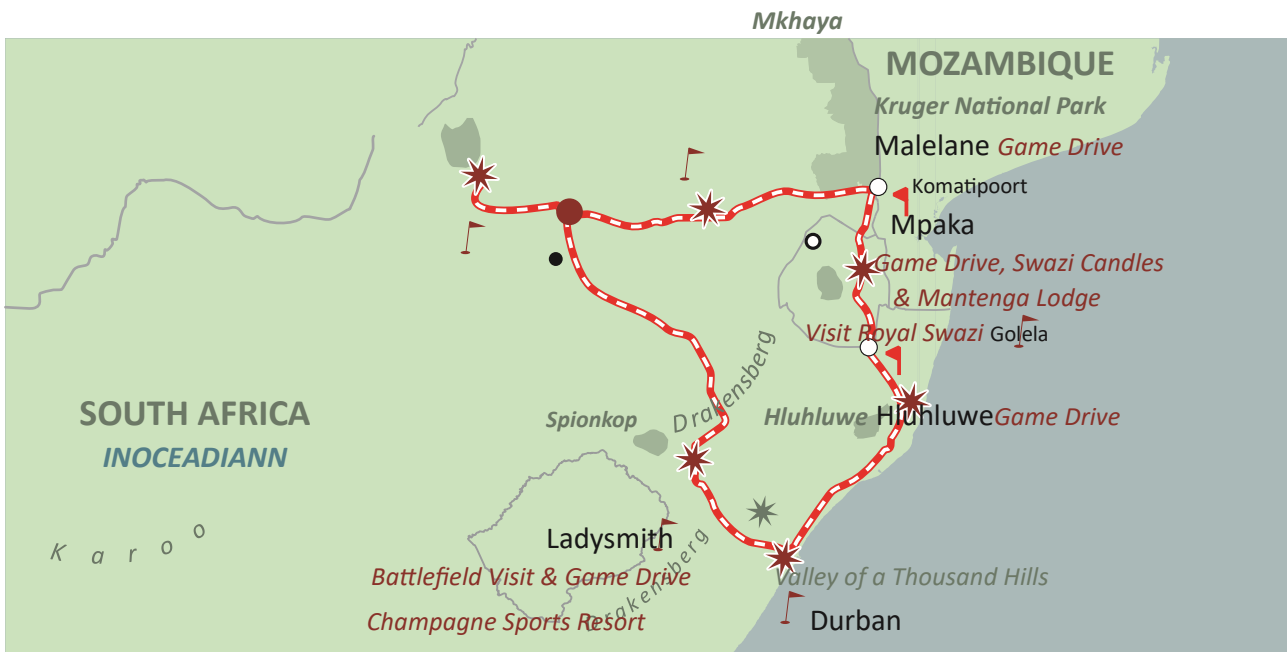 Mkhaya
MOZAMBIQUE
Kruger National Park
Malelane Game Drive
Komatipoort
Mpaka
Game Drive, Swazi Candles
& Mantenga Lodge
Visit Royal Swazi Golela
Drakensberg
SOUTH AFRICA
INOCEADIANN
Spionkop
Hluhluwe Hluhluwe Game Drive
Karoo
Ladysmith
Drakensberg
Battlefield Visit & Game Drive
Valley of a Thousand Hills
Champagne Sports Resort
Durban